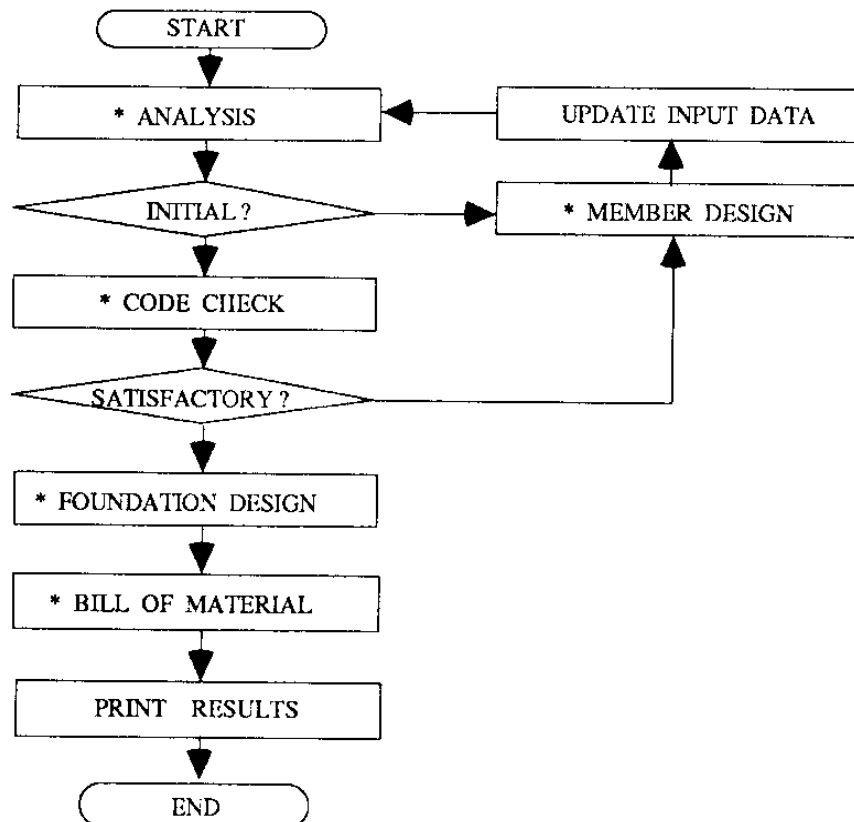 START
* ANALYSIS
UPDATE INPUT DATA
INITIAL ?
* MEMBER DESIGN
* CODE CHECK
SATISFACTORY ?
* FOUNDATION DESIGN
* BILL OF MATERIAL
PRINT RESULTS
END